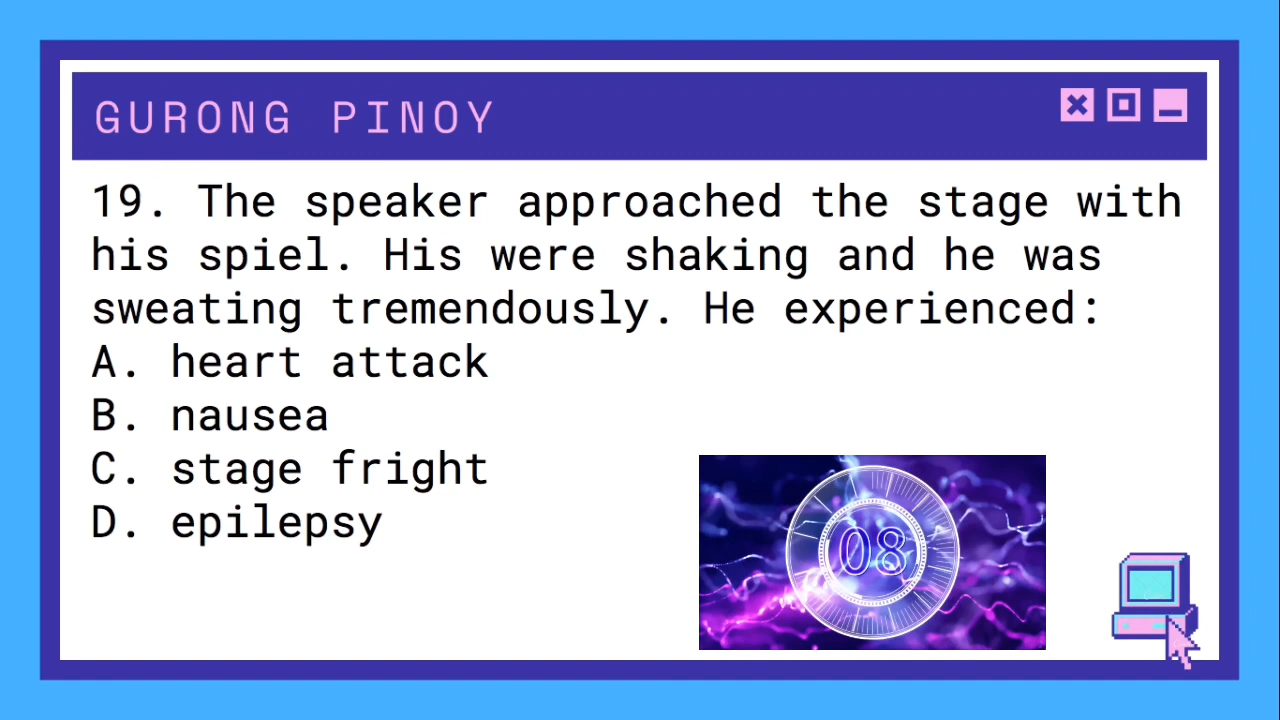 GURONG PINOY
19. The speaker approached the stage with
his spiel. His were shaking and he was
sweating tremendously. He experienced:
A. heart attack
B. nausea
C. stage fright
D. epilepsy
08